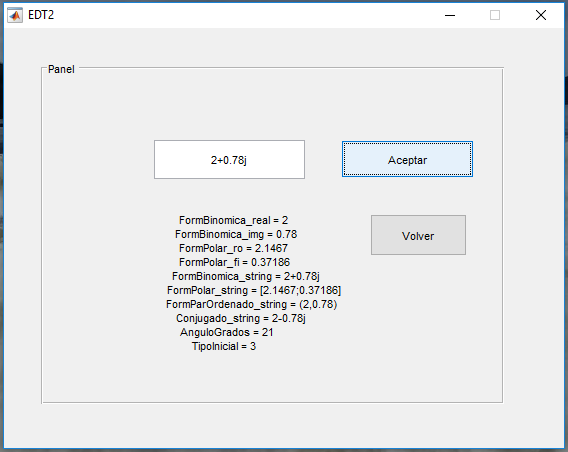 EDT2
Panel
2+0.78j
Aceptar
FormBinomica_real = 2
FormBinomica_img = 0.78
FormPolar_ro = 2.1467
FormPolar_fi = 0.37186
FormBinomica_string = 2+0.78j
FormPolar_string = [2.1467;0.37186]
FormParOrdenado_string = (2,0.78)
Conjugado_string = 2-0.78j
AnguloGrados = 21
TipoInicial = 3
Volver